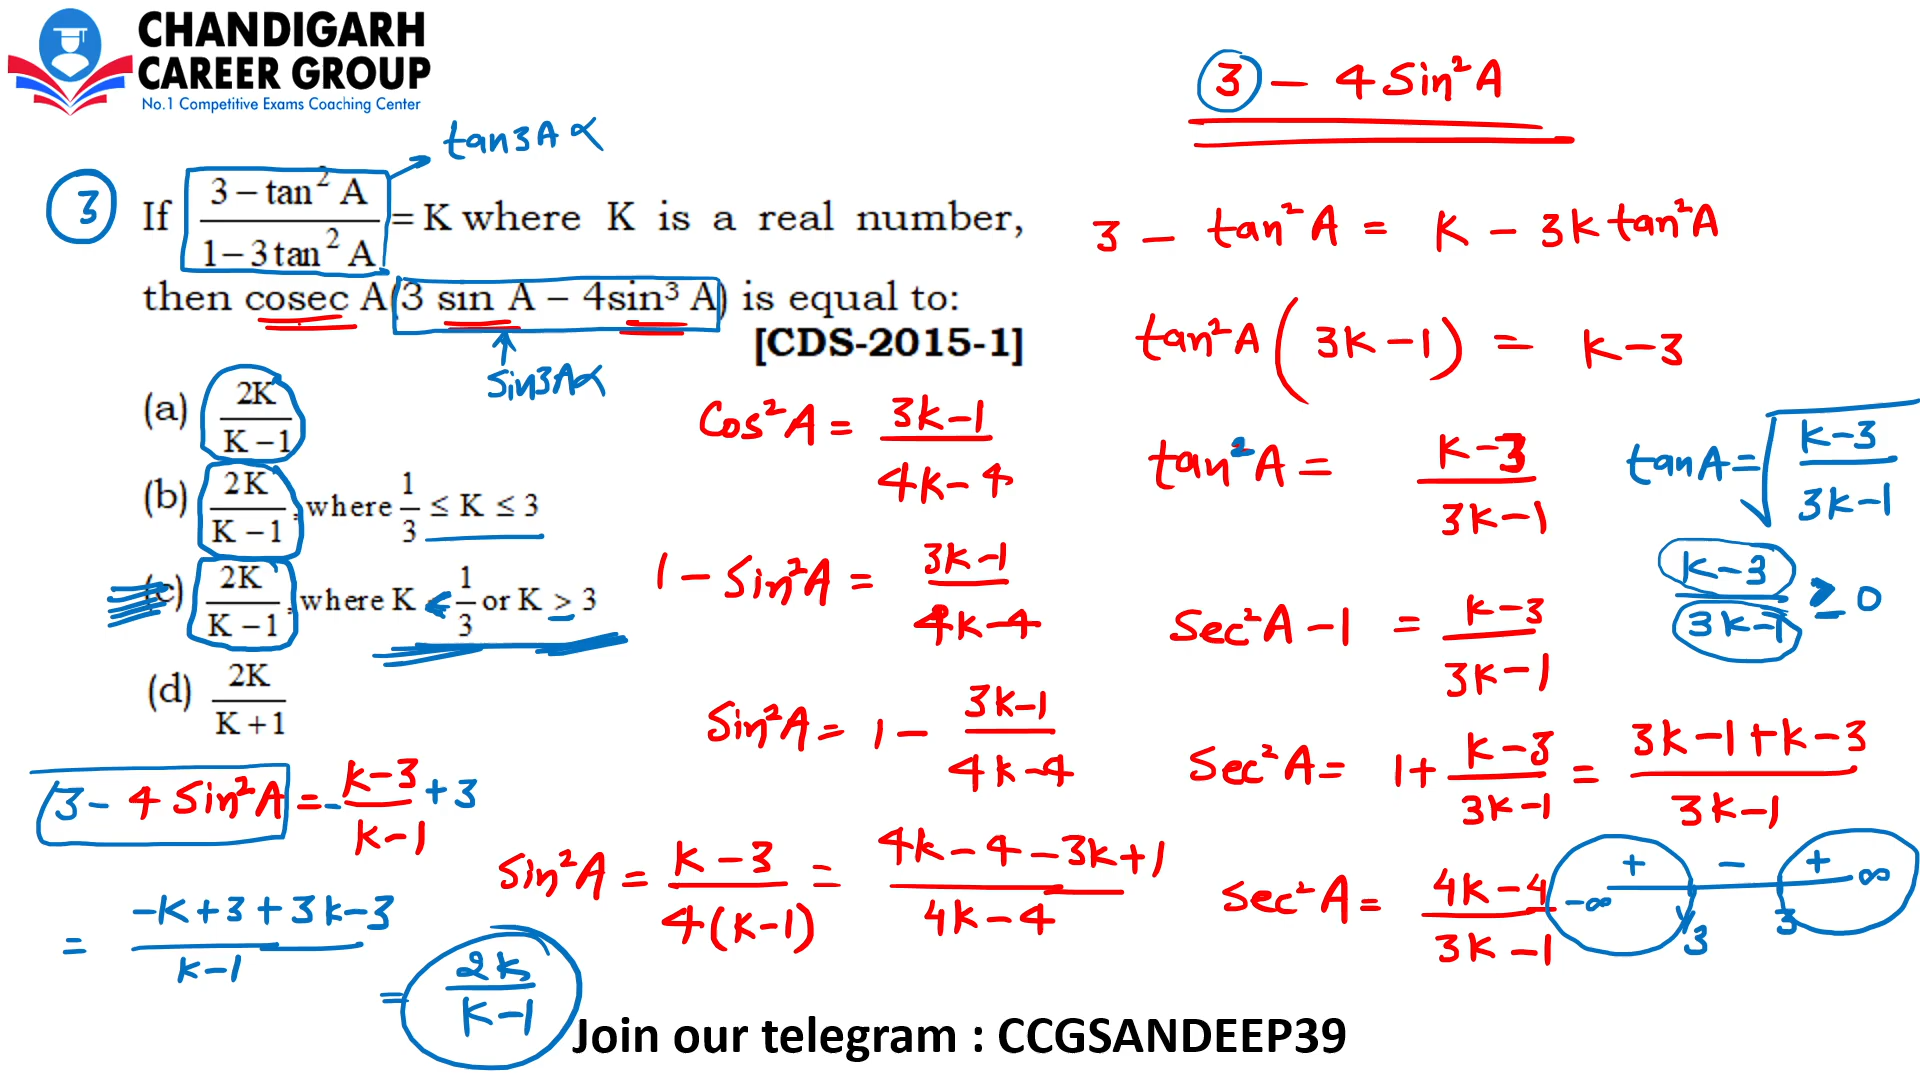 CHANDIGARH
CAREER GROUP
No.1 Competitive Exams Coaching Center
3 - 4 Sin²A
tan3A ∝
3
If (3 − tan² A)/(1 − 3 tan² A) = K where K is a real number,
then cosec A(3 sin A − 4sin³ A) is equal to:
[CDS-2015-1]
sin3A∝
(a) 2K/(K − 1)
(b) 2K/(K − 1), where 1/3 ≤ K ≤ 3
(c) 2K/(K − 1), where K < 1/3 or K ≥ 3
(d) 2K/(K + 1)
3 - tan²A = K - 3K tan²A
tan²A (3K - 1) = K - 3
tan²A = (K - 3)/(3K - 1)
tanA = √((K - 3)/(3K - 1))
(K - 3)/(3K - 1) ≥ 0
Sec²A - 1 = (K - 3)/(3K - 1)
Sec²A = 1 + (K - 3)/(3K - 1) = (3K - 1 + K - 3)/(3K - 1)
Sec²A = (4K - 4)/(3K - 1)
+ - +
-∞ 1/3 3 ∞
Cos²A = (3K - 1)/(4K - 4)
1 - Sin²A = (3K - 1)/(4K - 4)
Sin²A = 1 - (3K - 1)/(4K - 4)
Sin²A = (K - 3)/(4(K - 1)) = (4K - 4 - 3K + 1)/(4K - 4)
3 - 4 Sin²A = -(K - 3)/(K - 1) + 3
= (-K + 3 + 3K - 3)/(K - 1)
= 2K/(K - 1)
Join our telegram : CCGSANDEEP39